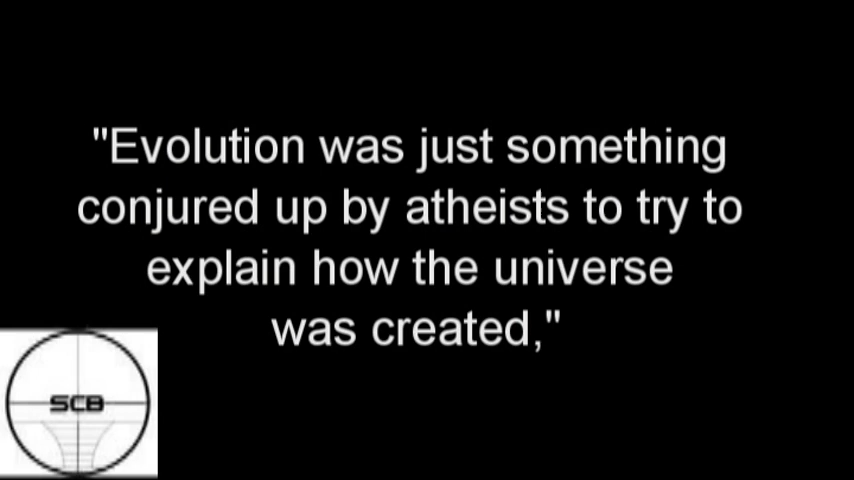 "Evolution was just something
conjured up by atheists to try to
explain how the universe
was created,"
SCB